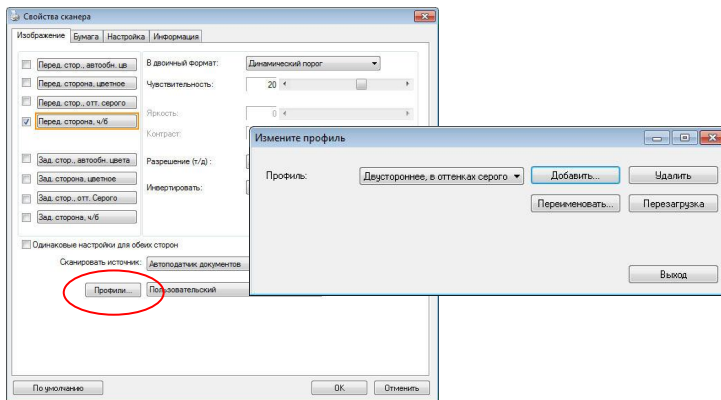 Свойства сканера
Изображение Бумага Настройка Информация
Перед. стор., автообн. цв
Перед. сторона, цветное
Перед. стор., отт. серого
Перед. сторона, ч/б
Зад. стор., автообн. цвета
Зад. сторона, цветное
Зад. стор., отт. Серого
Зад. сторона, ч/б
В двоичный формат: Динамический порог
Чувствительность: 20
Яркость: 0
Контраст:
Разрешение (т/д) :
Инвертировать:
Одинаковые настройки для обеих сторон
Сканировать источник: Автоподатчик документов
Профили... Пользовательский
По умолчанию OK Отменить
Измените профиль
Профиль: Двустороннее, в оттенках серого Добавить... Удалить
Переименовать... Перезагрузка
Выход